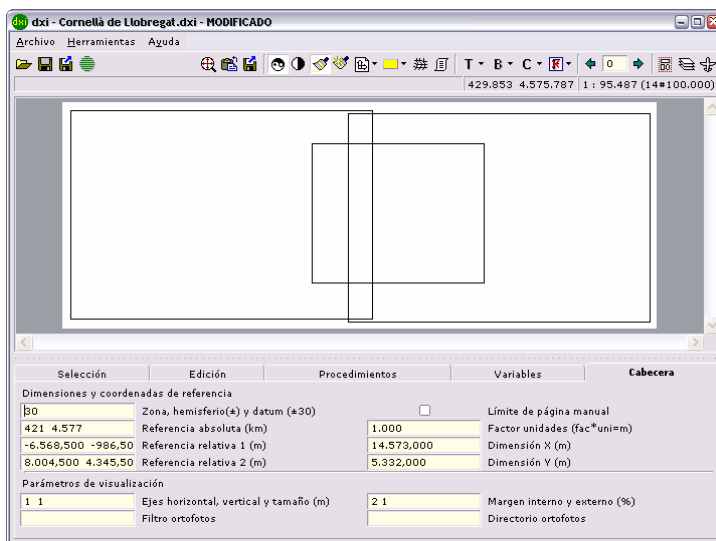 dxi - Cornellà de Llobregat.dxi - MODIFICADO
Archivo Herramientas Ayuda
T B C R 0
429.853 4.575.787 1 : 95.487 (14#100.000)
Selección Edición Procedimientos Variables Cabecera
Dimensiones y coordenadas de referencia
30 Zona, hemisferio(±) y datum (±30) Límite de página manual
421 4.577 Referencia absoluta (km) 1.000 Factor unidades (fac*uni=m)
-6.568,500 -986,50 Referencia relativa 1 (m) 14.573,000 Dimensión X (m)
8.004,500 4.345,50 Referencia relativa 2 (m) 5.332,000 Dimensión Y (m)
Parámetros de visualización
1 1 Ejes horizontal, vertical y tamaño (m) 2 1 Margen interno y externo (%)
Filtro ortofotos Directorio ortofotos